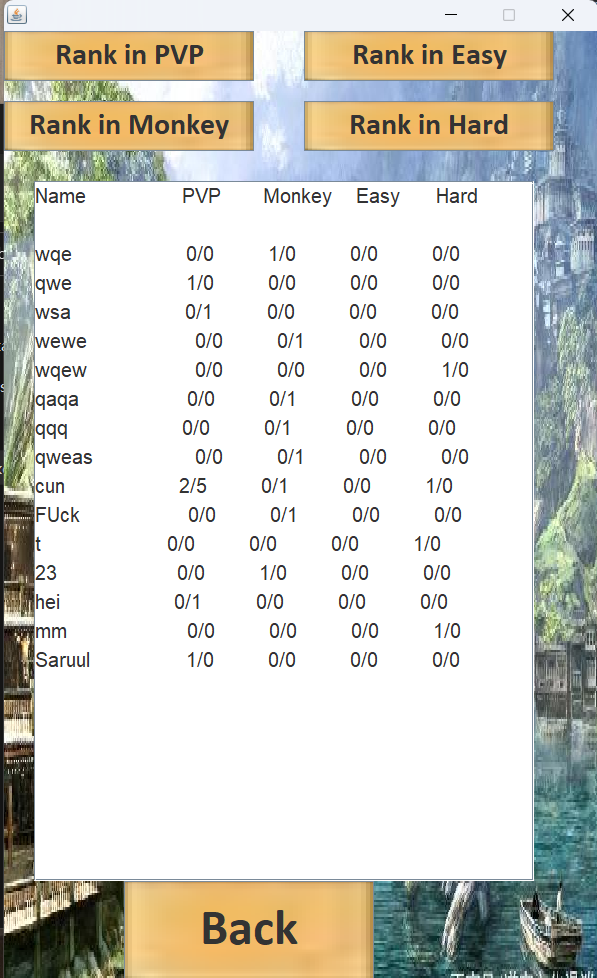 Rank in PVP Rank in Easy
Rank in Monkey Rank in Hard
Name PVP Monkey Easy Hard
wqe 0/0 1/0 0/0 0/0
qwe 1/0 0/0 0/0 0/0
wsa 0/1 0/0 0/0 0/0
wewe 0/0 0/1 0/0 0/0
wqew 0/0 0/0 0/0 1/0
qaqa 0/0 0/1 0/0 0/0
qqq 0/0 0/1 0/0 0/0
qweas 0/0 0/1 0/0 0/0
cun 2/5 0/1 0/0 1/0
FUck 0/0 0/1 0/0 0/0
t 0/0 0/0 0/0 1/0
23 0/0 1/0 0/0 0/0
hei 0/1 0/0 0/0 0/0
mm 0/0 0/0 0/0 1/0
Saruul 1/0 0/0 0/0 0/0
Back